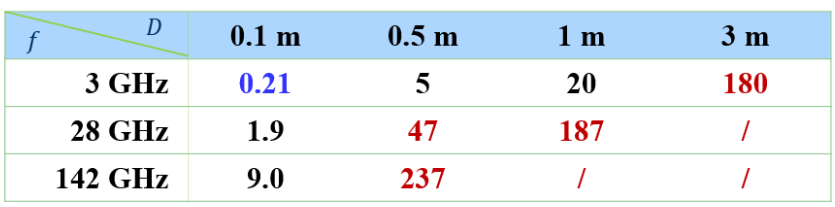 f D 0.1 m 0.5 m 1 m 3 m
3 GHz 0.21 5 20 180
28 GHz 1.9 47 187 /
142 GHz 9.0 237 / /